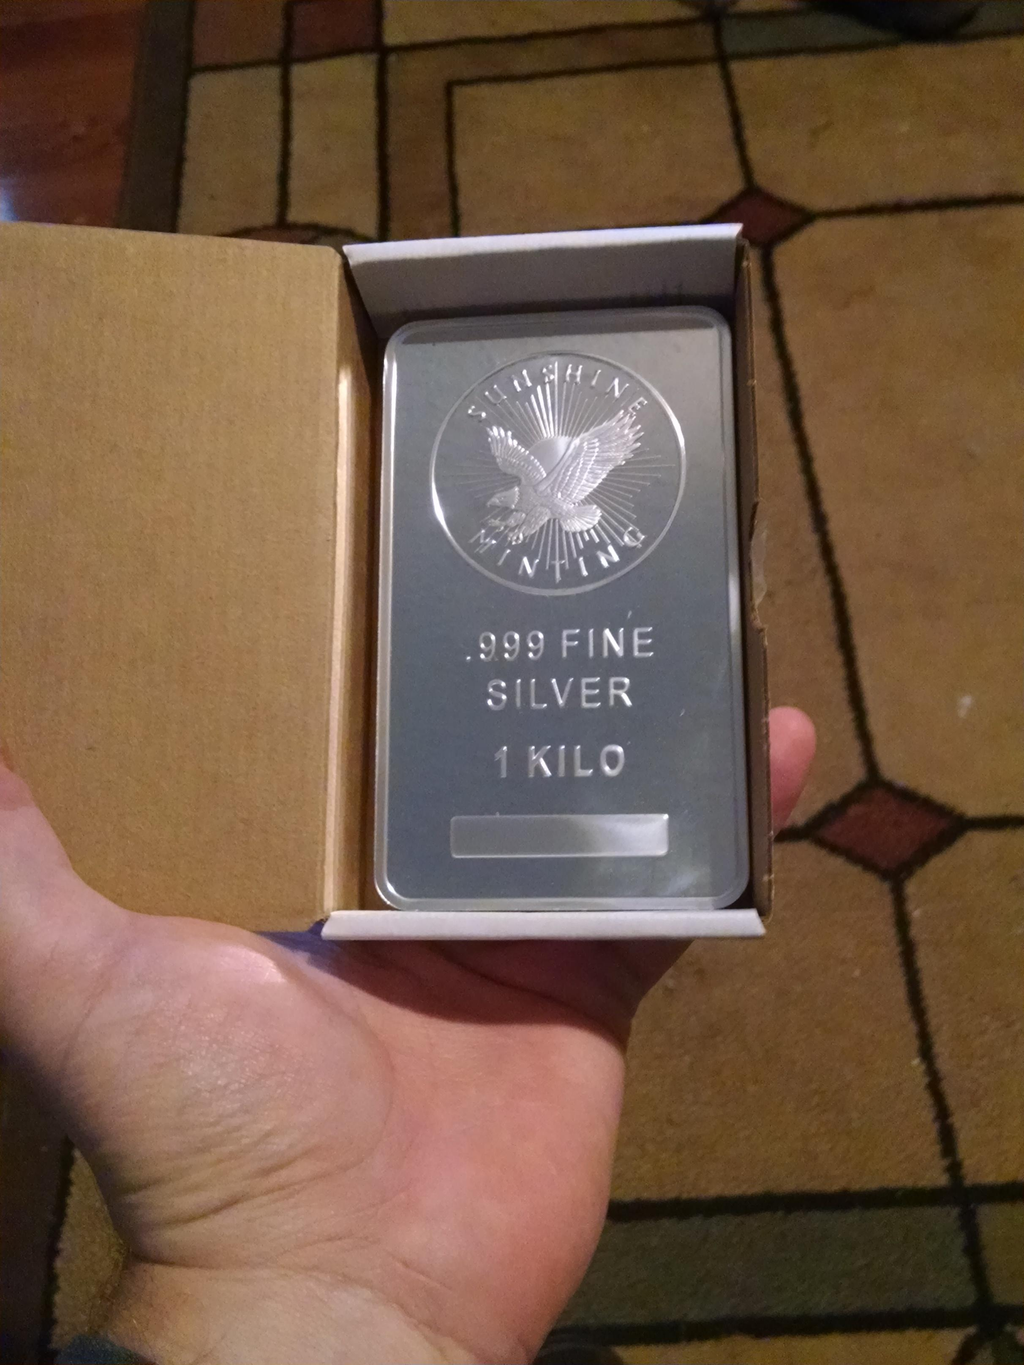 SUNSHINE
MINTING
.999 FINE
SILVER
1 KILO